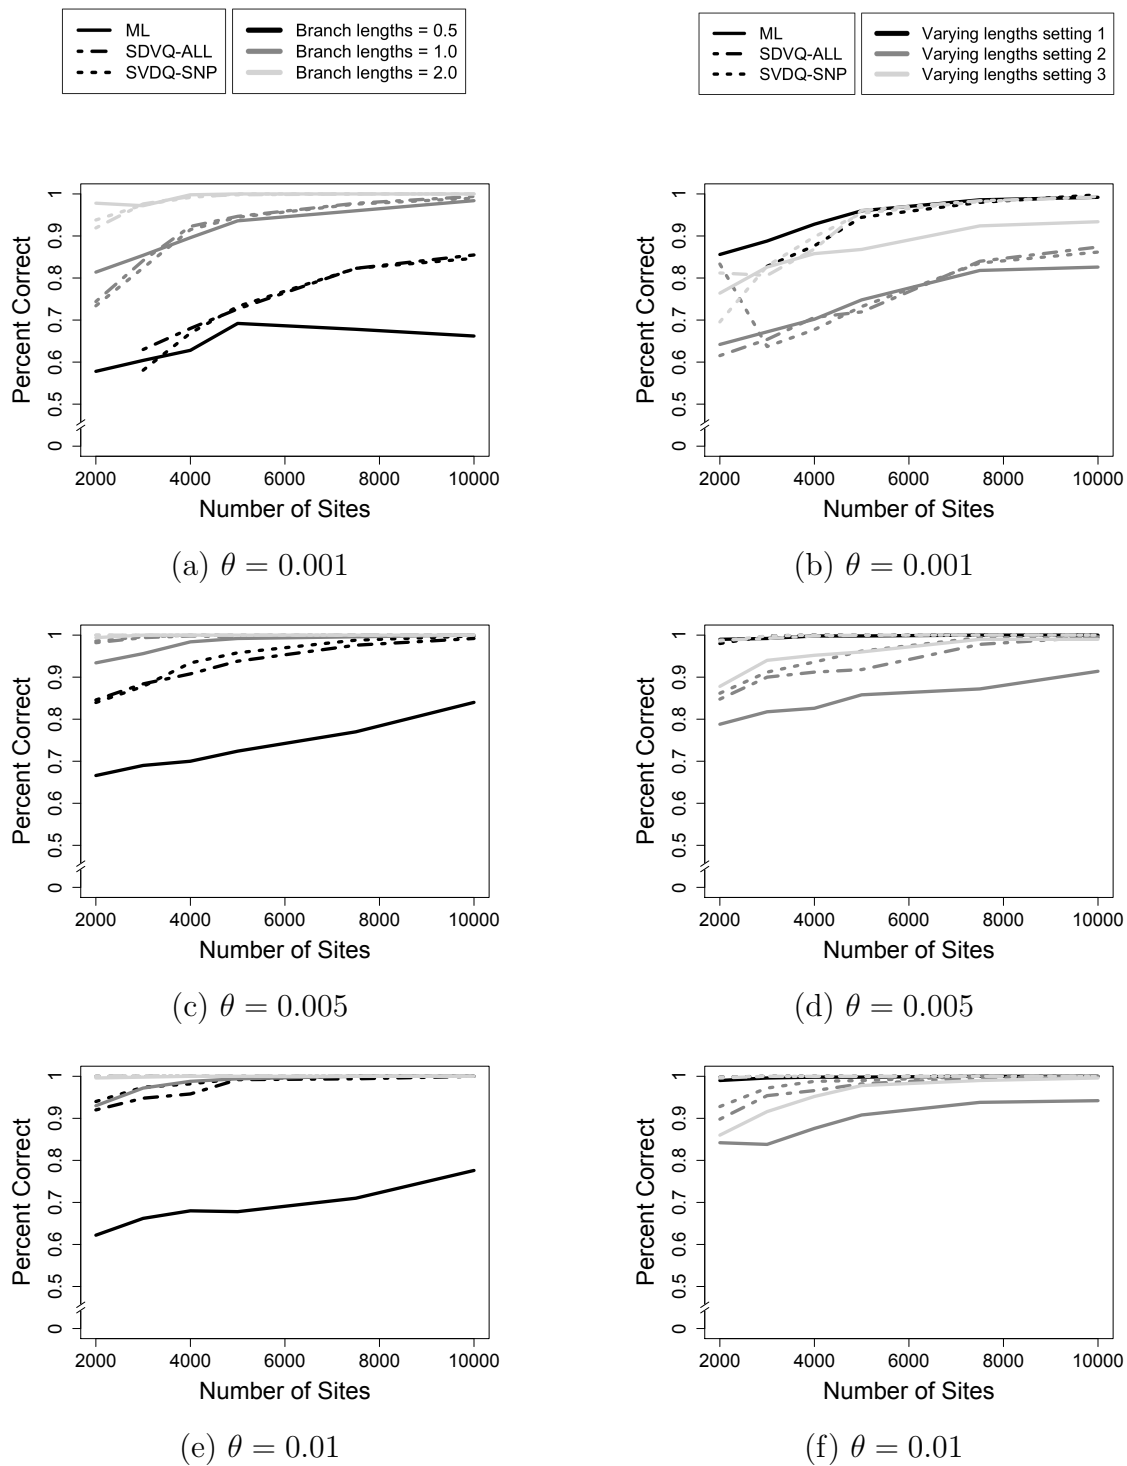 ML
SDVQ-ALL
SVDQ-SNP
Branch lengths = 0.5
Branch lengths = 1.0
Branch lengths = 2.0
ML
SDVQ-ALL
SVDQ-SNP
Varying lengths setting 1
Varying lengths setting 2
Varying lengths setting 3
Percent Correct
0 0.5 0.6 0.7 0.8 0.9 1
2000 4000 6000 8000 10000
Number of Sites
(a) θ = 0.001
Percent Correct
0 0.5 0.6 0.7 0.8 0.9 1
2000 4000 6000 8000 10000
Number of Sites
(b) θ = 0.001
Percent Correct
0 0.5 0.6 0.7 0.8 0.9 1
2000 4000 6000 8000 10000
Number of Sites
(c) θ = 0.005
Percent Correct
0 0.5 0.6 0.7 0.8 0.9 1
2000 4000 6000 8000 10000
Number of Sites
(d) θ = 0.005
Percent Correct
0 0.5 0.6 0.7 0.8 0.9 1
2000 4000 6000 8000 10000
Number of Sites
(e) θ = 0.01
Percent Correct
0 0.5 0.6 0.7 0.8 0.9 1
2000 4000 6000 8000 10000
Number of Sites
(f) θ = 0.01